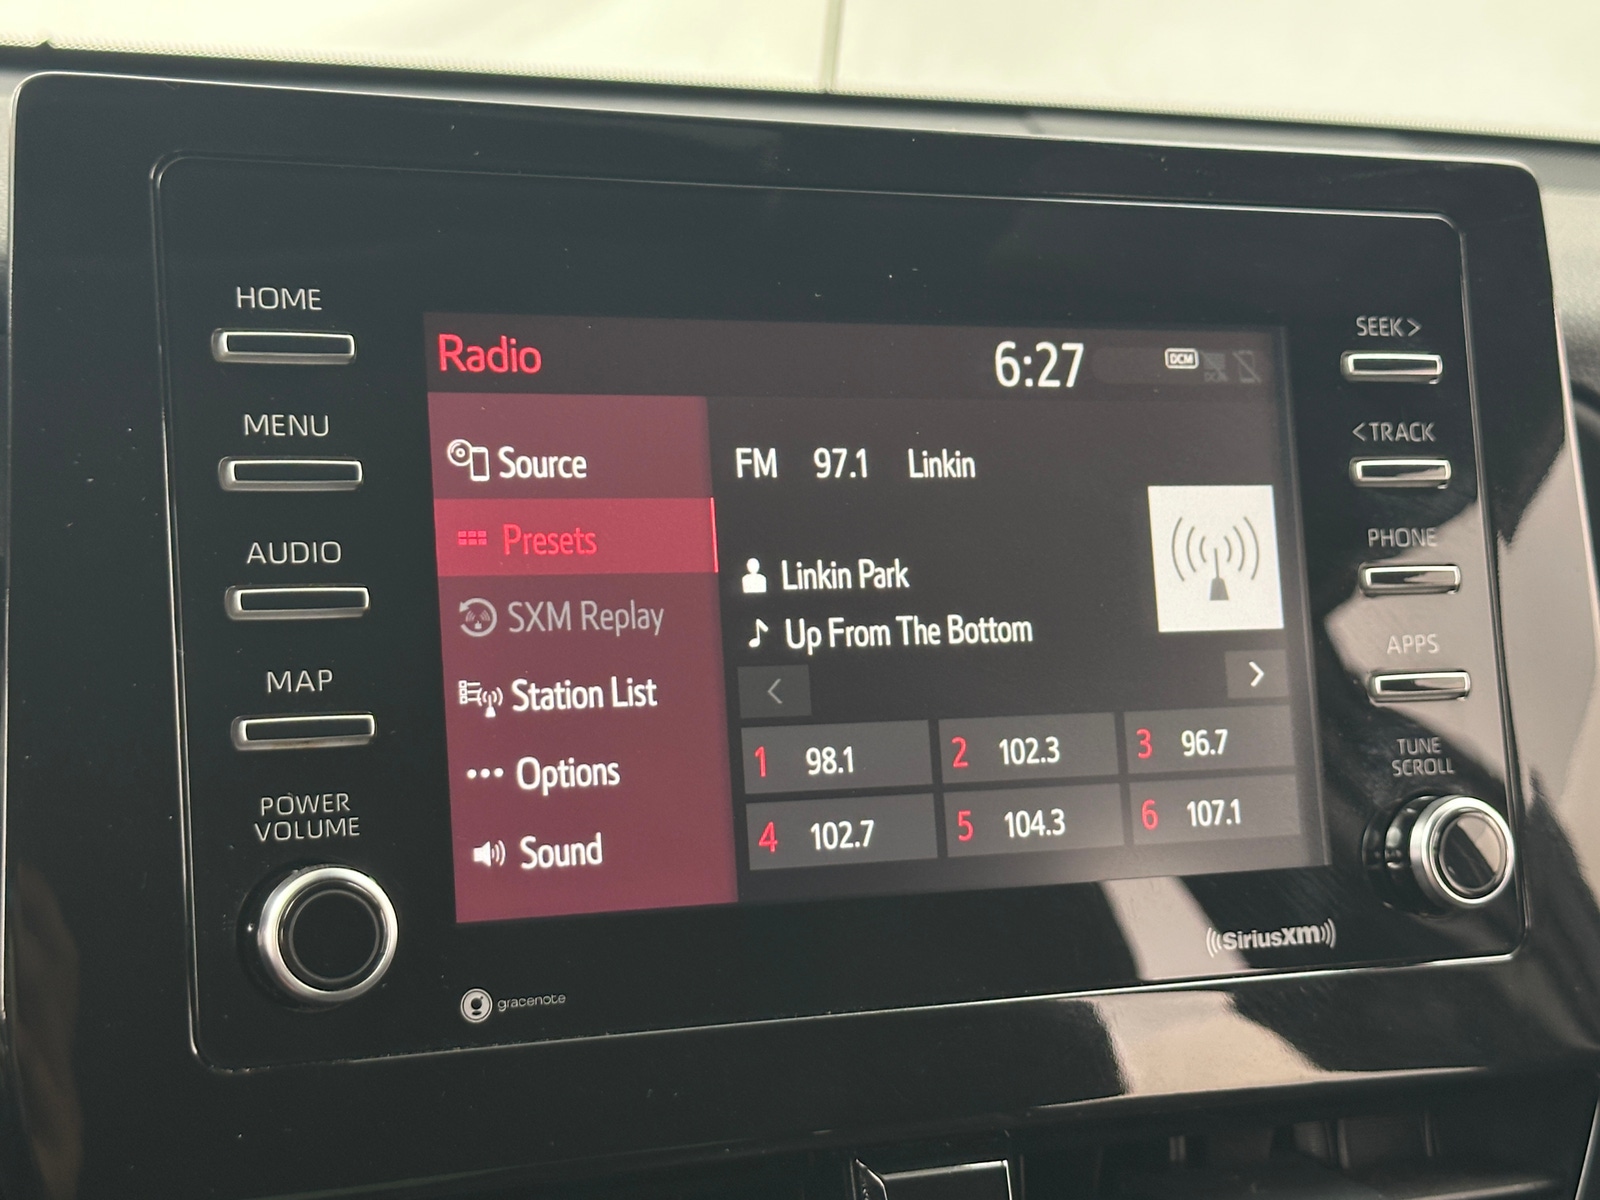 HOME
MENU
AUDIO
MAP
POWER
VOLUME
Radio
6:27
DCM
Source
Presets
SXM Replay
Station List
Options
Sound
FM 97.1 Linkin
Linkin Park
Up From The Bottom
1 98.1
2 102.3
3 96.7
4 102.7
5 104.3
6 107.1
SEEK >
< TRACK
PHONE
APPS
TUNE
SCROLL
gracenote
SiriusXM